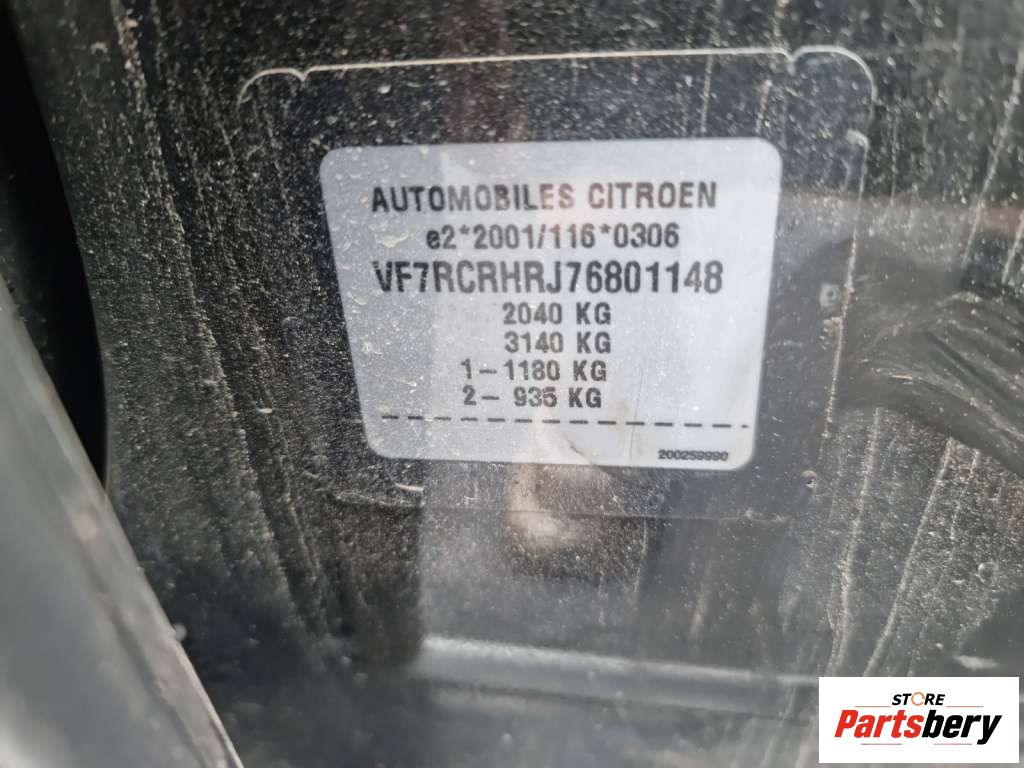 AUTOMOBILES CITROEN
e2*2001/116*0306
VF7RCRHRJ76801148
2040 KG
3140 KG
1-1180 KG
2- 935 KG
200259990
STORE
Partsbery